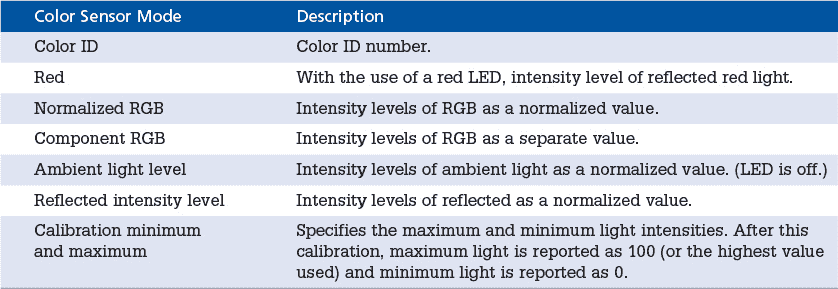 Color Sensor Mode Description
Color ID Color ID number.
Red With the use of a red LED, intensity level of reflected red light.
Normalized RGB Intensity levels of RGB as a normalized value.
Component RGB Intensity levels of RGB as a separate value.
Ambient light level Intensity levels of ambient light as a normalized value. (LED is off.)
Reflected intensity level Intensity levels of reflected as a normalized value.
Calibration minimum Specifies the maximum and minimum light intensities. After this
and maximum calibration, maximum light is reported as 100 (or the highest value
used) and minimum light is reported as 0.